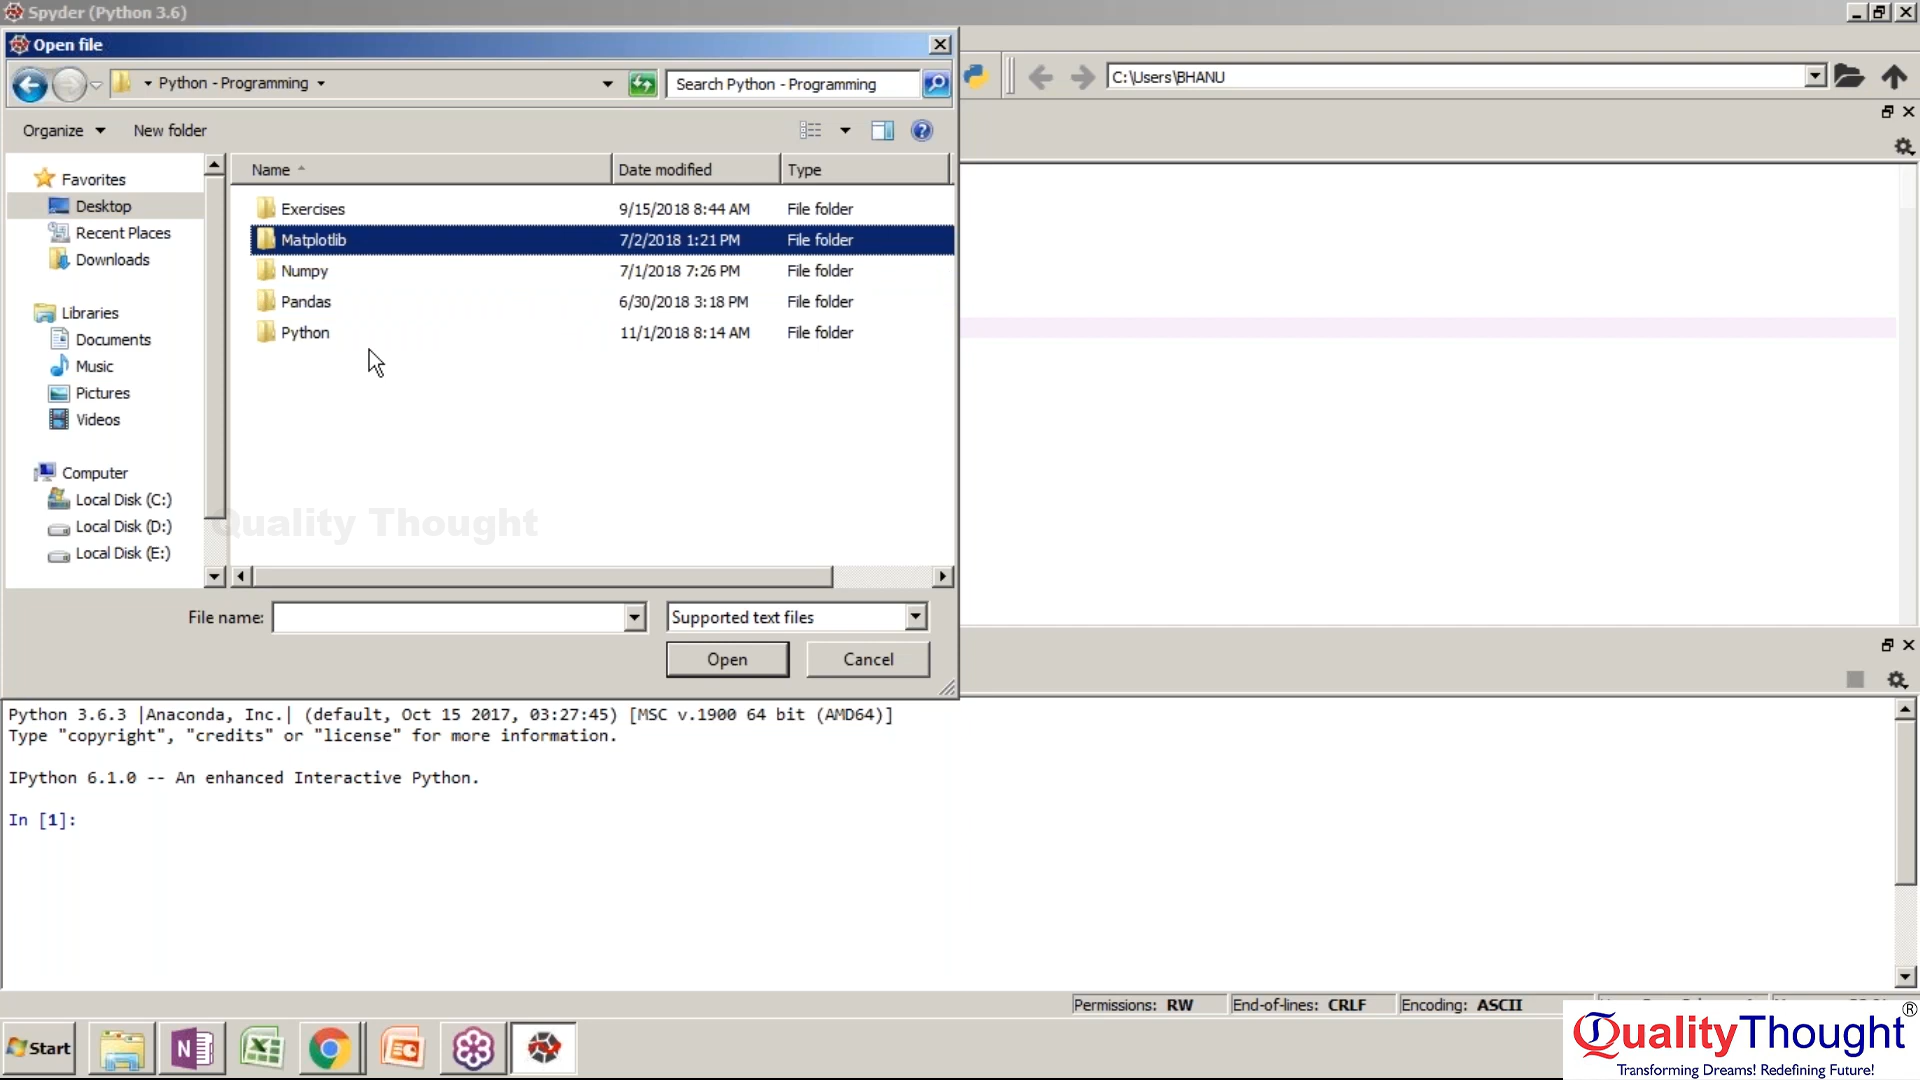 Spyder (Python 3.6)
Open file
Python - Programming
Search Python - Programming
C:\Users\BHANU
Organize
New folder
Name
Date modified
Type
Favorites
Desktop
Recent Places
Downloads
Libraries
Documents
Music
Pictures
Videos
Computer
Local Disk (C:)
Local Disk (D:)
Local Disk (E:)
Exercises 9/15/2018 8:44 AM File folder
Matplotlib 7/2/2018 1:21 PM File folder
Numpy 7/1/2018 7:26 PM File folder
Pandas 6/30/2018 3:18 PM File folder
Python 11/1/2018 8:14 AM File folder
Quality Thought
File name:
Supported text files
Open
Cancel
Python 3.6.3 |Anaconda, Inc.| (default, Oct 15 2017, 03:27:45) [MSC v.1900 64 bit (AMD64)]
Type "copyright", "credits" or "license" for more information.
IPython 6.1.0 -- An enhanced Interactive Python.
In [1]:
Permissions: RW
End-of-lines: CRLF
Encoding: ASCII
Start
QualityThought®
Transforming Dreams! Redefining Future!